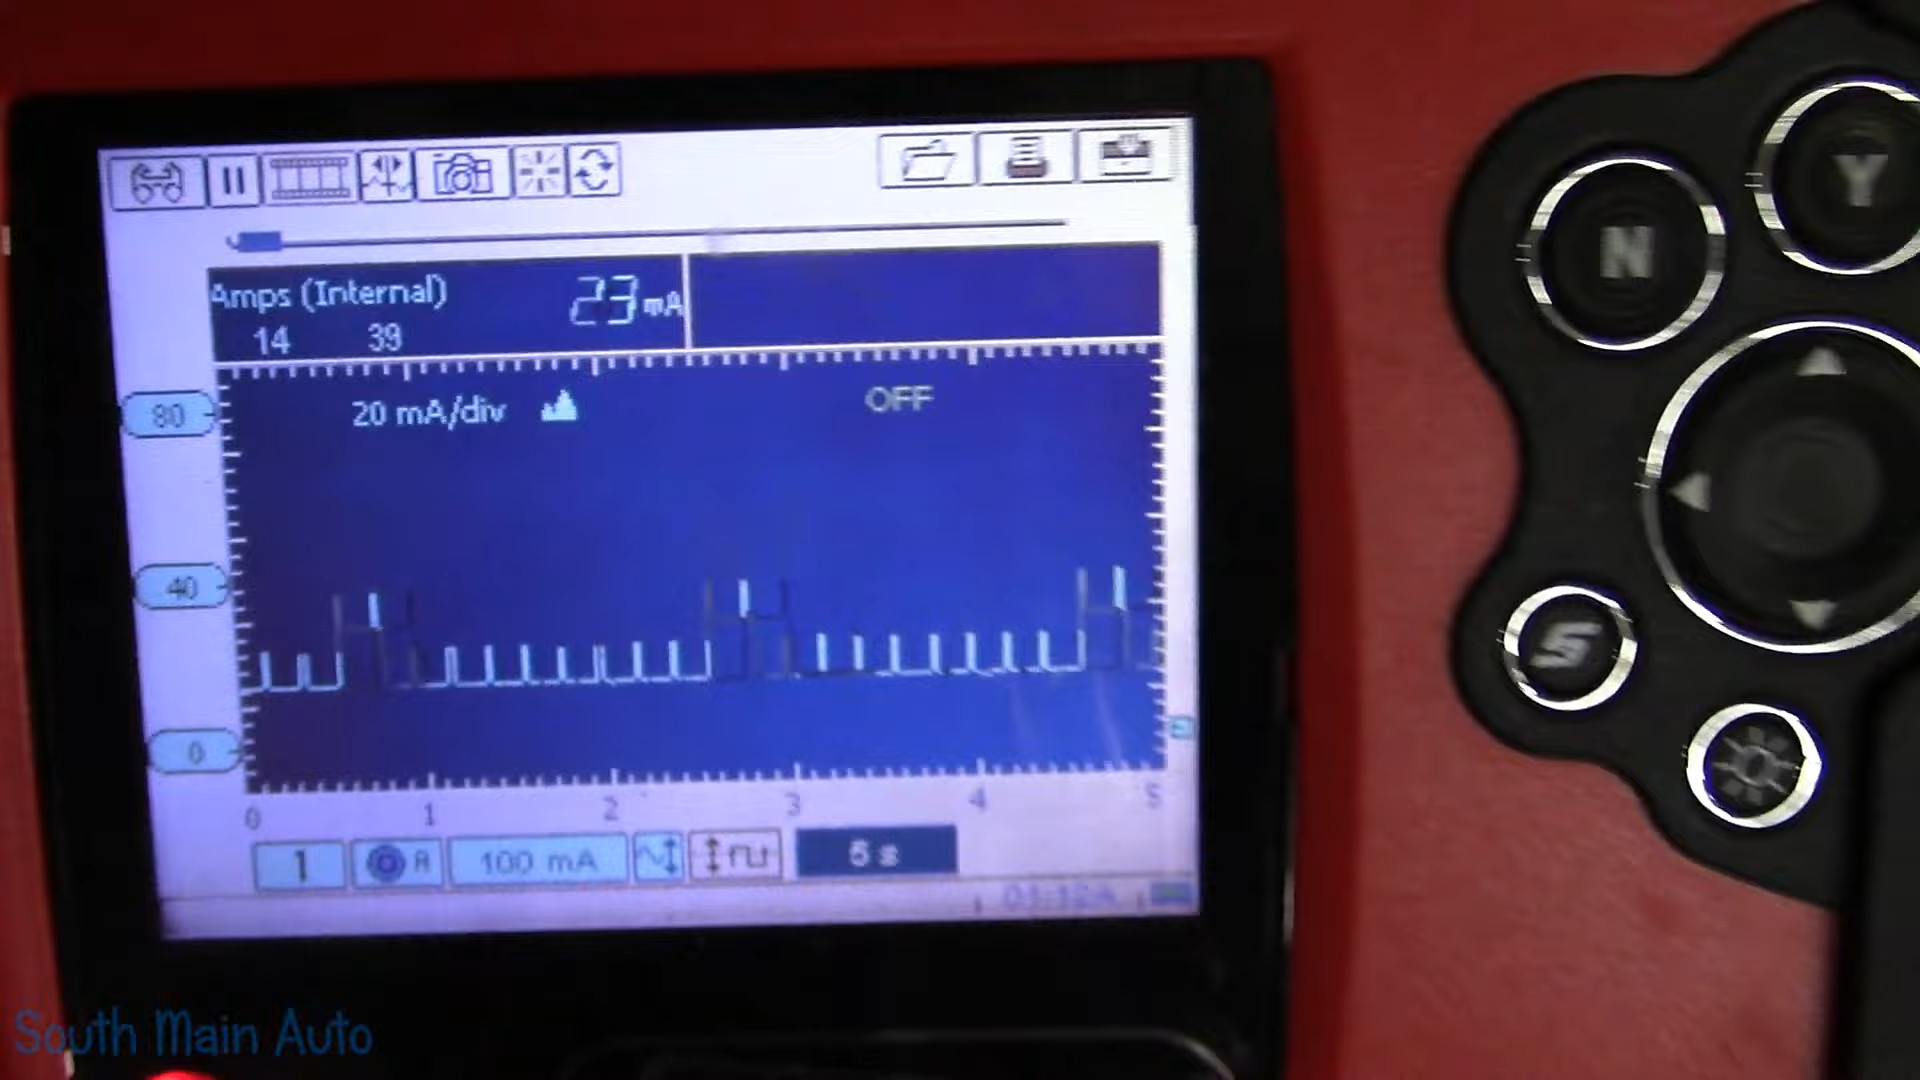 Y
N
Amps (Internal) 23 mA
14 39
20 mA/div OFF
80
40
0
S
0 1 2 3 4 5
1 A 100 mA 5 s
South Main Auto